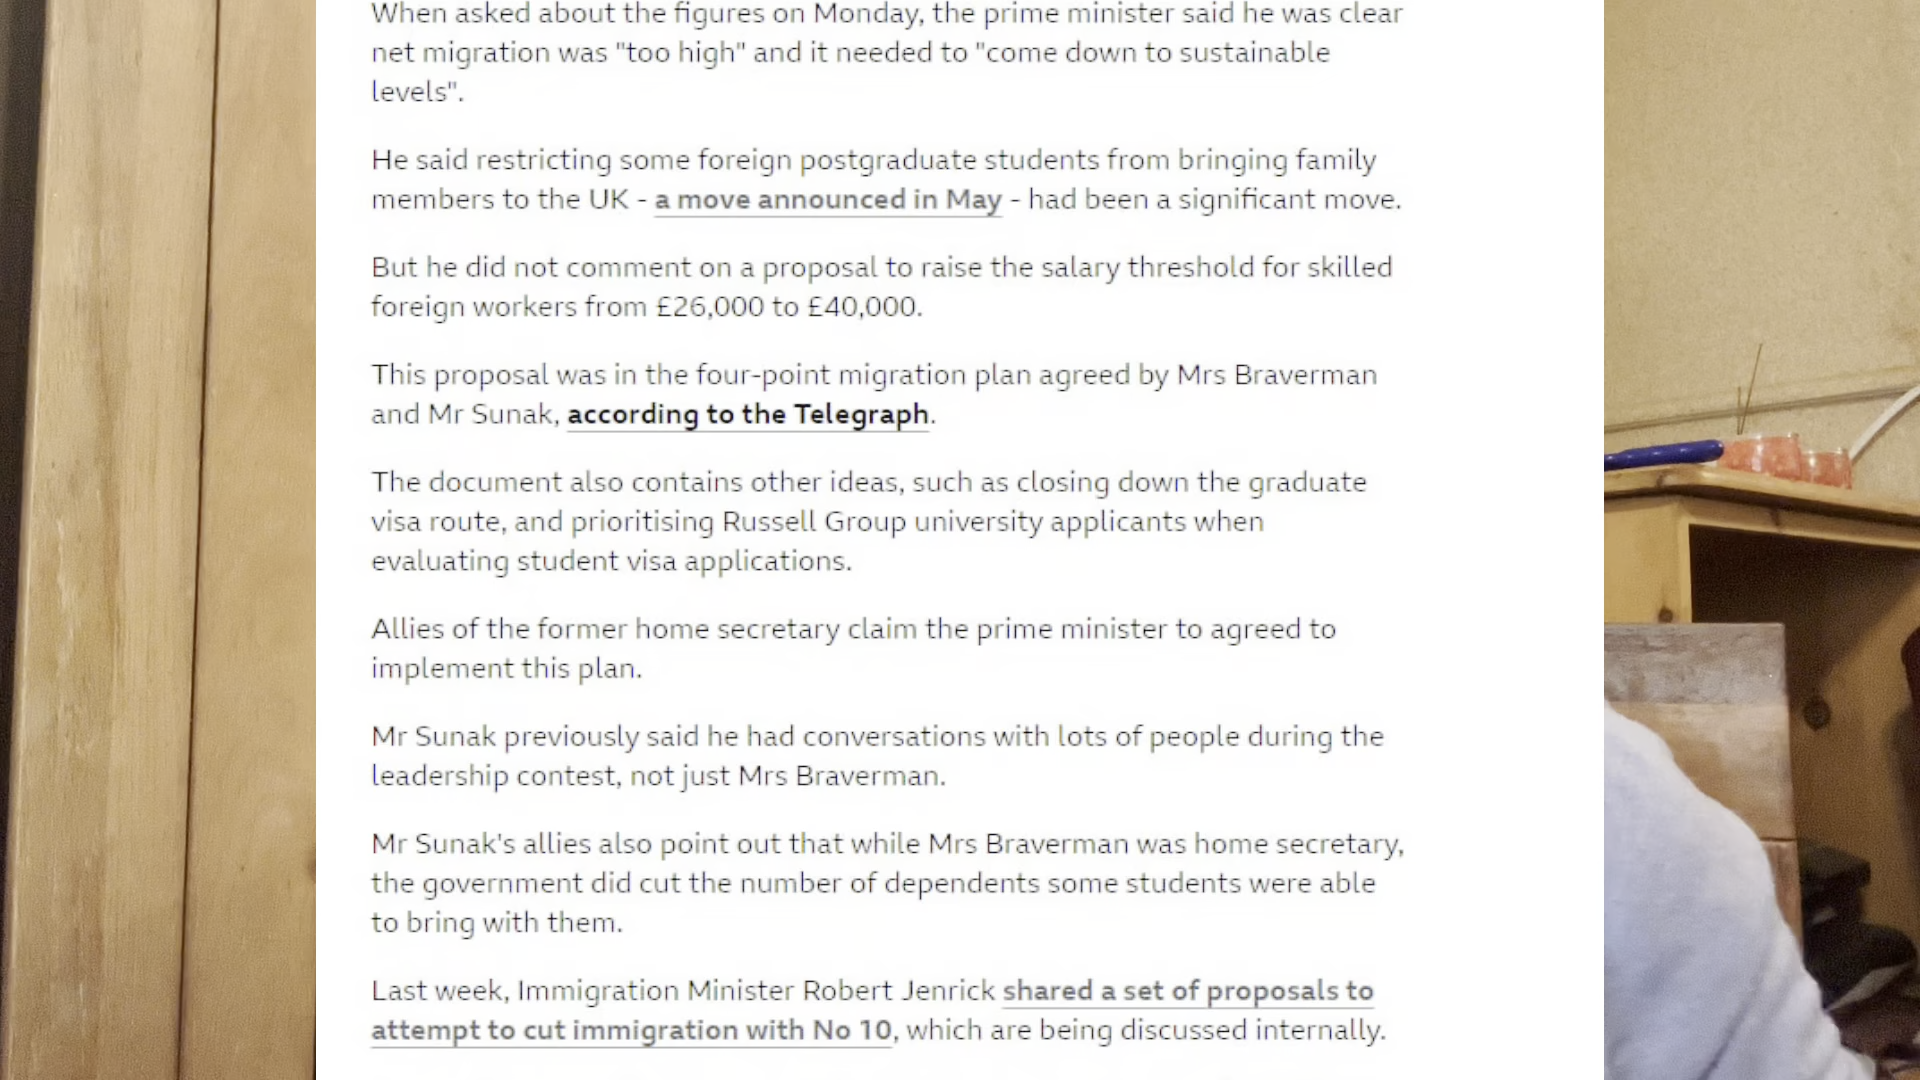 When asked about the figures on Monday, the prime minister said he was clear
net migration was "too high" and it needed to "come down to sustainable
levels".
He said restricting some foreign postgraduate students from bringing family
members to the UK - a move announced in May - had been a significant move.
But he did not comment on a proposal to raise the salary threshold for skilled
foreign workers from £26,000 to £40,000.
This proposal was in the four-point migration plan agreed by Mrs Braverman
and Mr Sunak, according to the Telegraph.
The document also contains other ideas, such as closing down the graduate
visa route, and prioritising Russell Group university applicants when
evaluating student visa applications.
Allies of the former home secretary claim the prime minister to agreed to
implement this plan.
Mr Sunak previously said he had conversations with lots of people during the
leadership contest, not just Mrs Braverman.
Mr Sunak's allies also point out that while Mrs Braverman was home secretary,
the government did cut the number of dependents some students were able
to bring with them.
Last week, Immigration Minister Robert Jenrick shared a set of proposals to
attempt to cut immigration with No 10, which are being discussed internally.